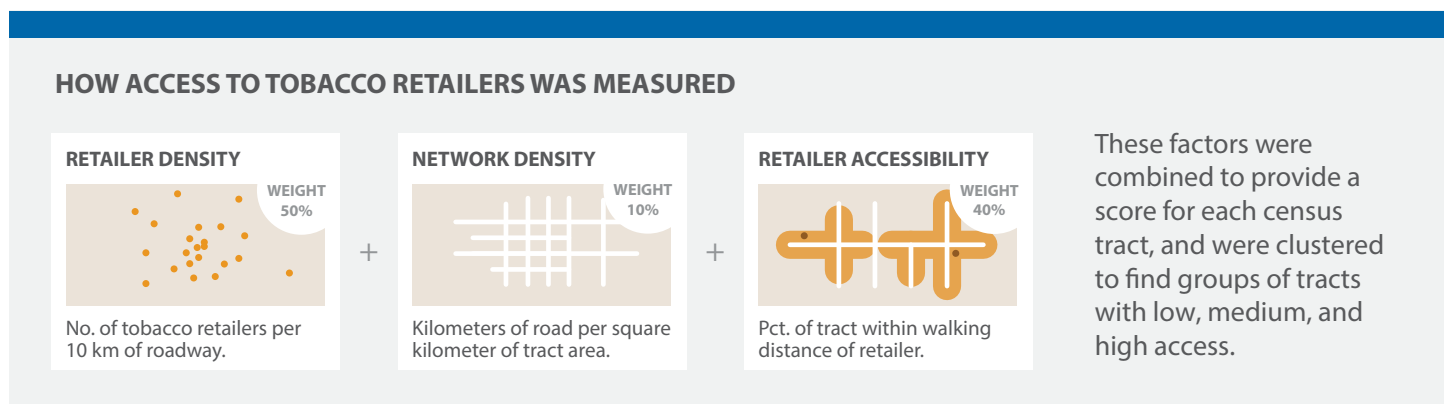 HOW ACCESS TO TOBACCO RETAILERS WAS MEASURED
RETAILER DENSITY
WEIGHT
50%
No. of tobacco retailers per
10 km of roadway.
+
NETWORK DENSITY
WEIGHT
10%
Kilometers of road per square
kilometer of tract area.
+
RETAILER ACCESSIBILITY
WEIGHT
40%
Pct. of tract within walking
distance of retailer.
These factors were
combined to provide a
score for each census
tract, and were clustered
to find groups of tracts
with low, medium, and
high access.